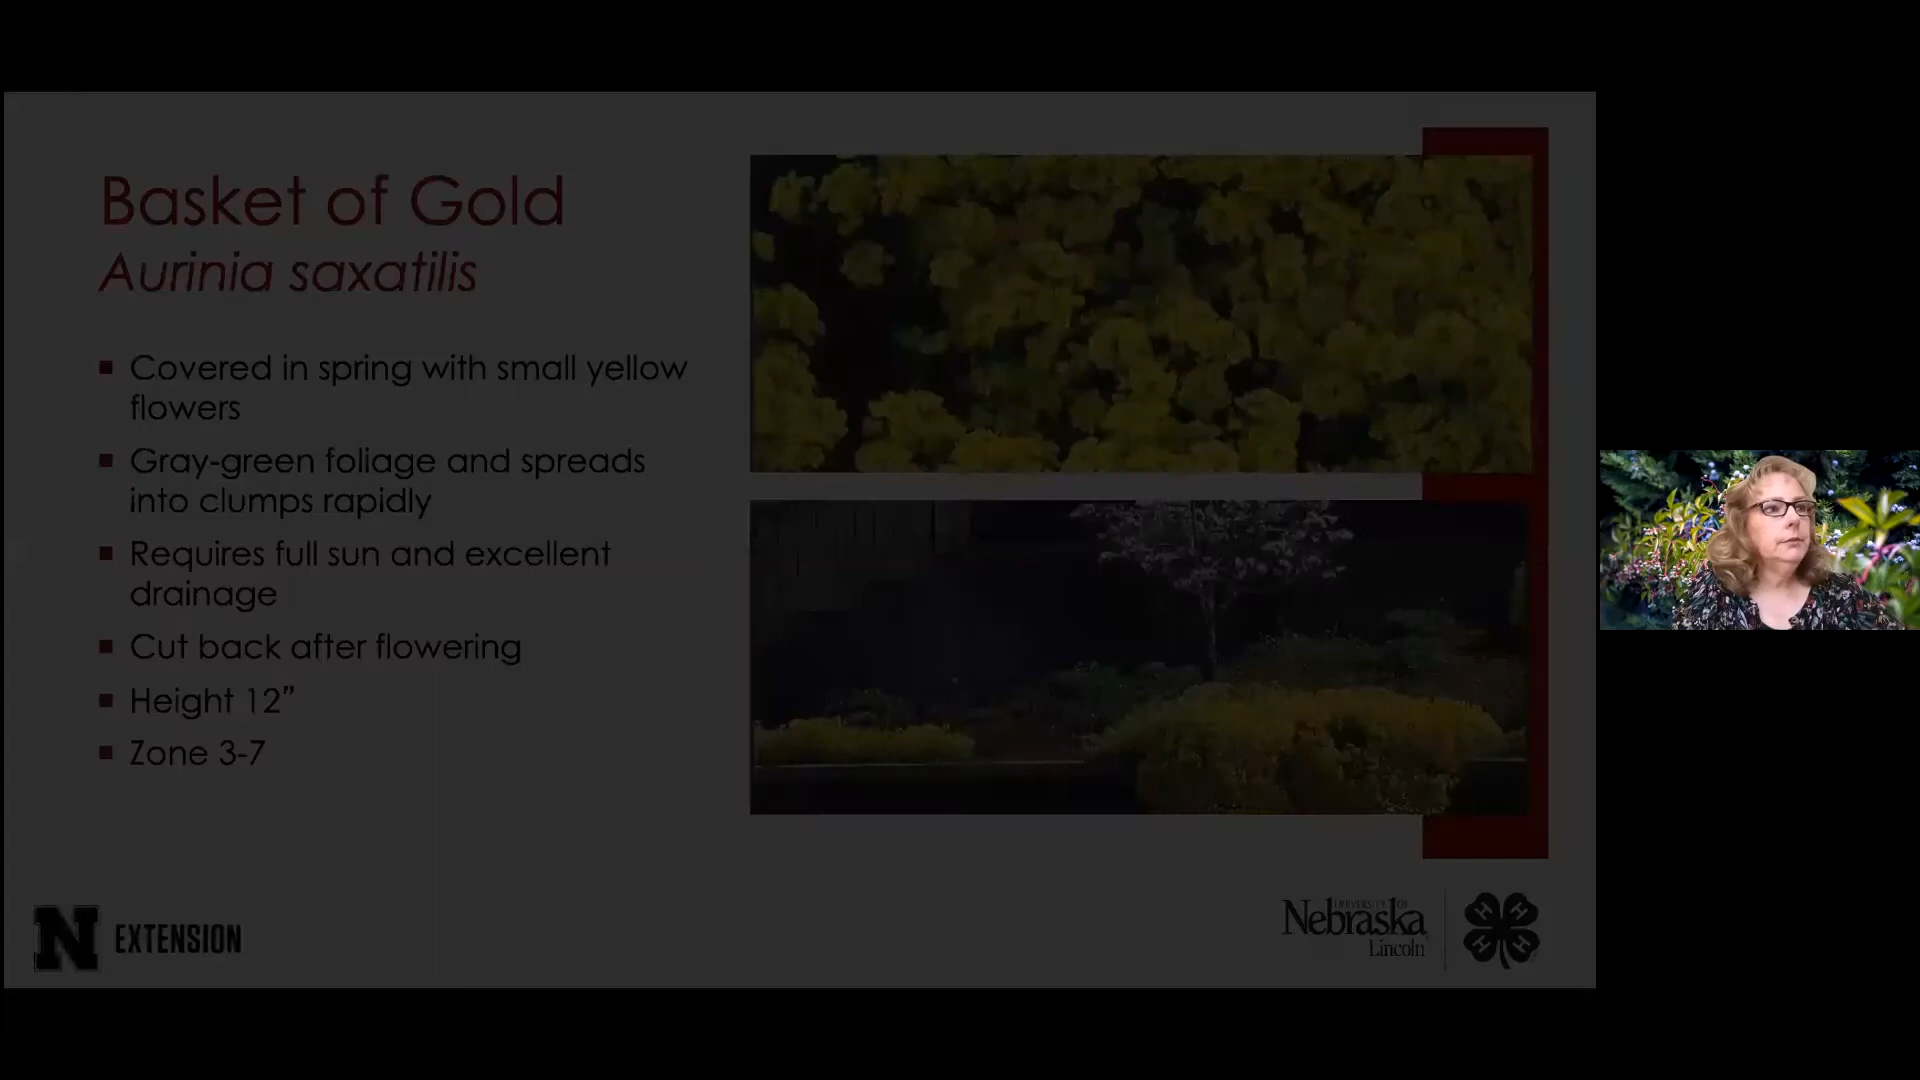 Basket of Gold
Aurinia saxatilis
Covered in spring with small yellow
flowers
Gray-green foliage and spreads
into clumps rapidly
Requires full sun and excellent
drainage
Cut back after flowering
Height 12”
Zone 3-7
N EXTENSION
UNIVERSITY OF
Nebraska
Lincoln
H H
H H